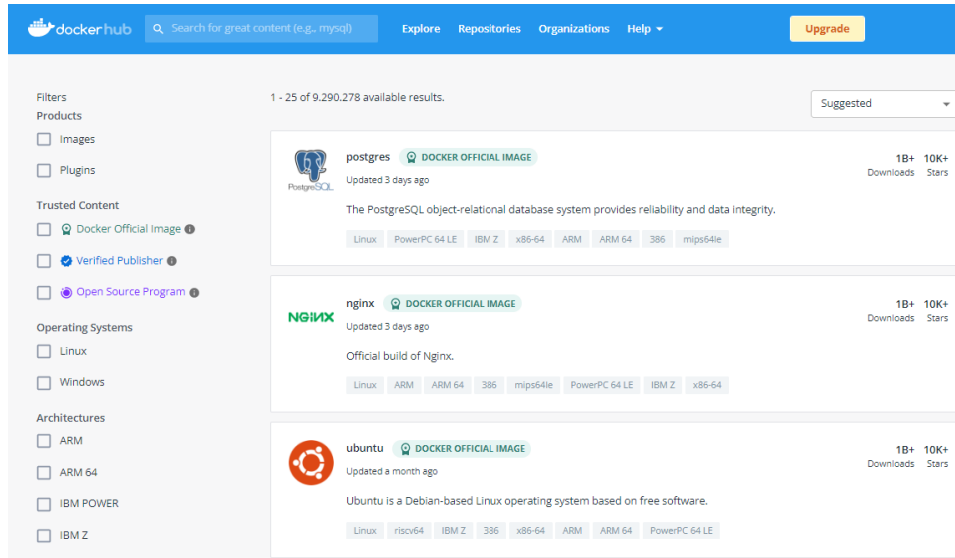 dockerhub
Search for great content (e.g., mysql)
Explore Repositories Organizations Help
Upgrade
Filters
Products
Images
Plugins
Trusted Content
Docker Official Image
Verified Publisher
Open Source Program
Operating Systems
Linux
Windows
Architectures
ARM
ARM 64
IBM POWER
IBM Z
1 - 25 of 9.290.278 available results.
Suggested
PostgreSQL
postgres DOCKER OFFICIAL IMAGE
Updated 3 days ago
The PostgreSQL object-relational database system provides reliability and data integrity.
Linux PowerPC 64 LE IBM Z x86-64 ARM ARM 64 386 mips64le
1B+ 10K+
Downloads Stars
NGINX
nginx DOCKER OFFICIAL IMAGE
Updated 3 days ago
Official build of Nginx.
Linux ARM ARM 64 386 mips64le PowerPC 64 LE IBM Z x86-64
1B+ 10K+
Downloads Stars
ubuntu DOCKER OFFICIAL IMAGE
Updated a month ago
Ubuntu is a Debian-based Linux operating system based on free software.
Linux riscv64 IBM Z 386 x86-64 ARM ARM 64 PowerPC 64 LE
1B+ 10K+
Downloads Stars